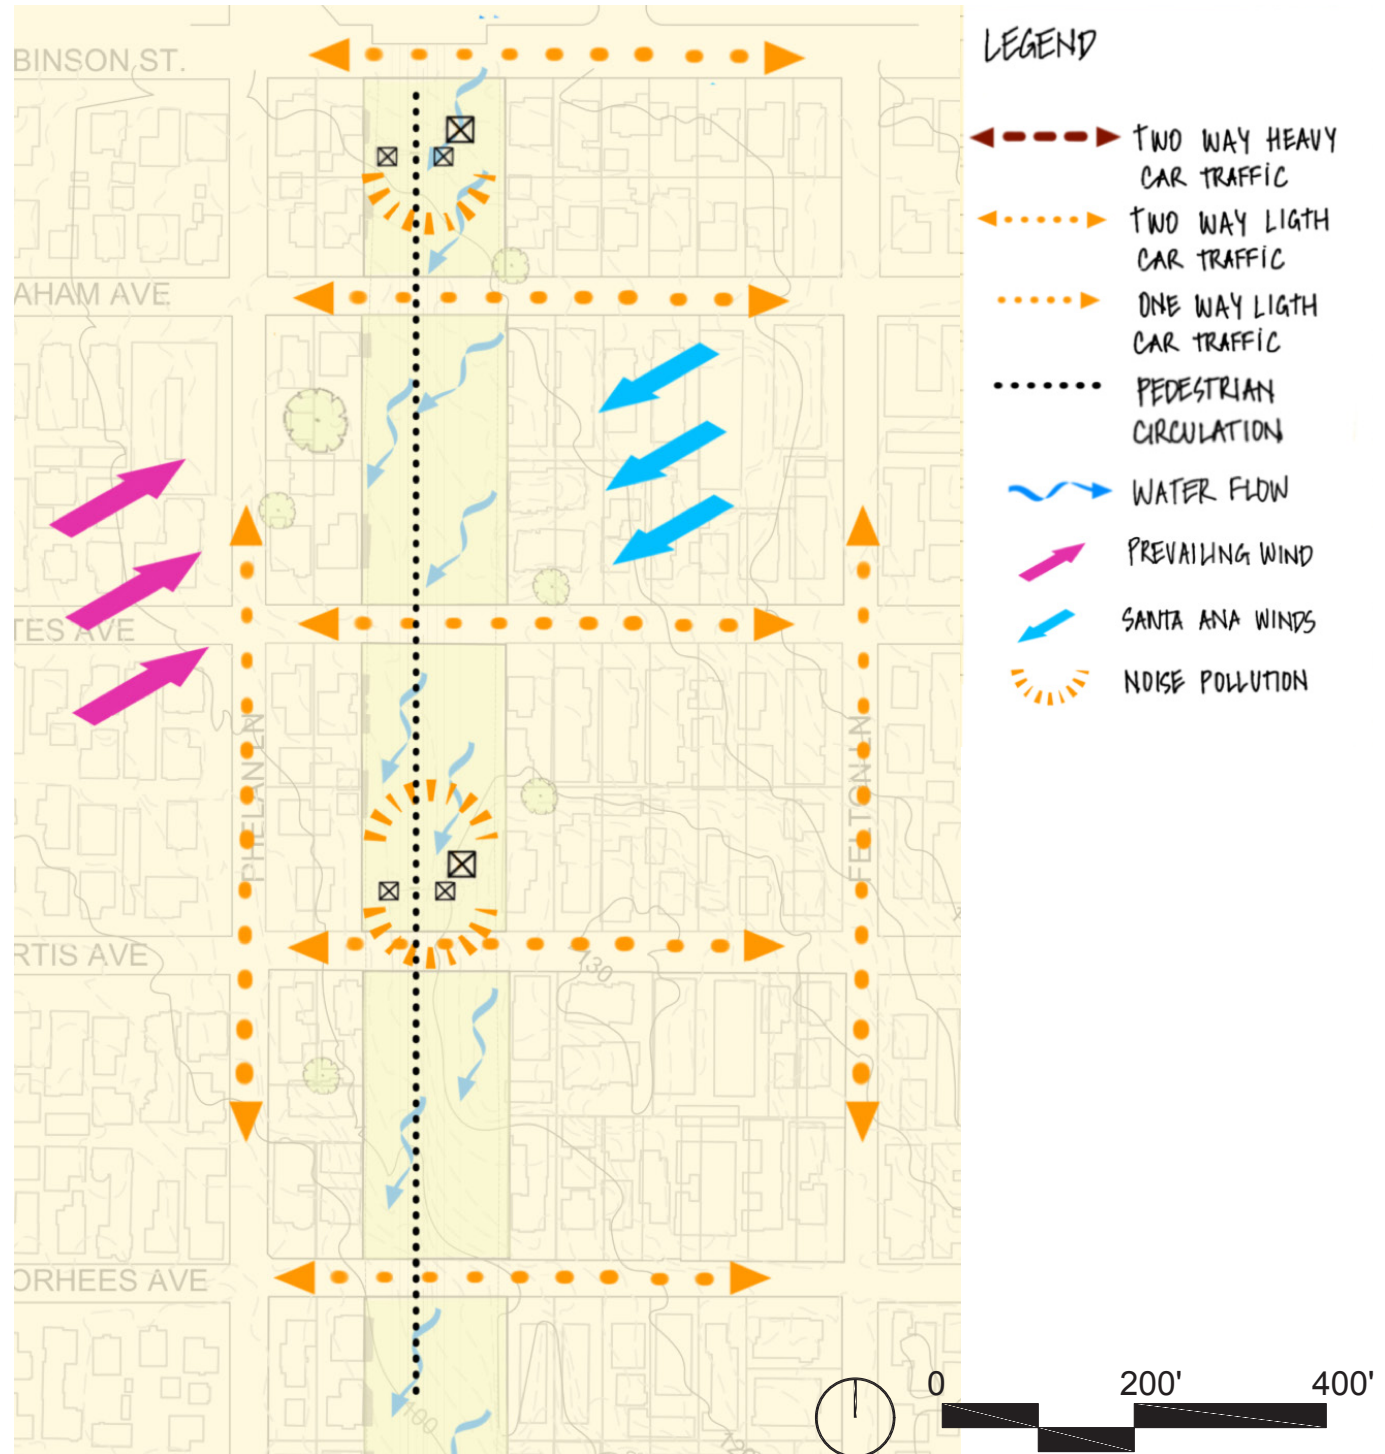 BINSON ST.
AHAM AVE
TES AVE
PHELAN LN
FELTON LN
RTIS AVE
130
ORHEES AVE
100
LEGEND
TWO WAY HEAVY
CAR TRAFFIC
TWO WAY LIGTH
CAR TRAFFIC
ONE WAY LIGTH
CAR TRAFFIC
PEDESTRIAN
CIRCULATION
WATER FLOW
PREVAILING WIND
SANTA ANA WINDS
NOISE POLLUTION
0 200' 400'